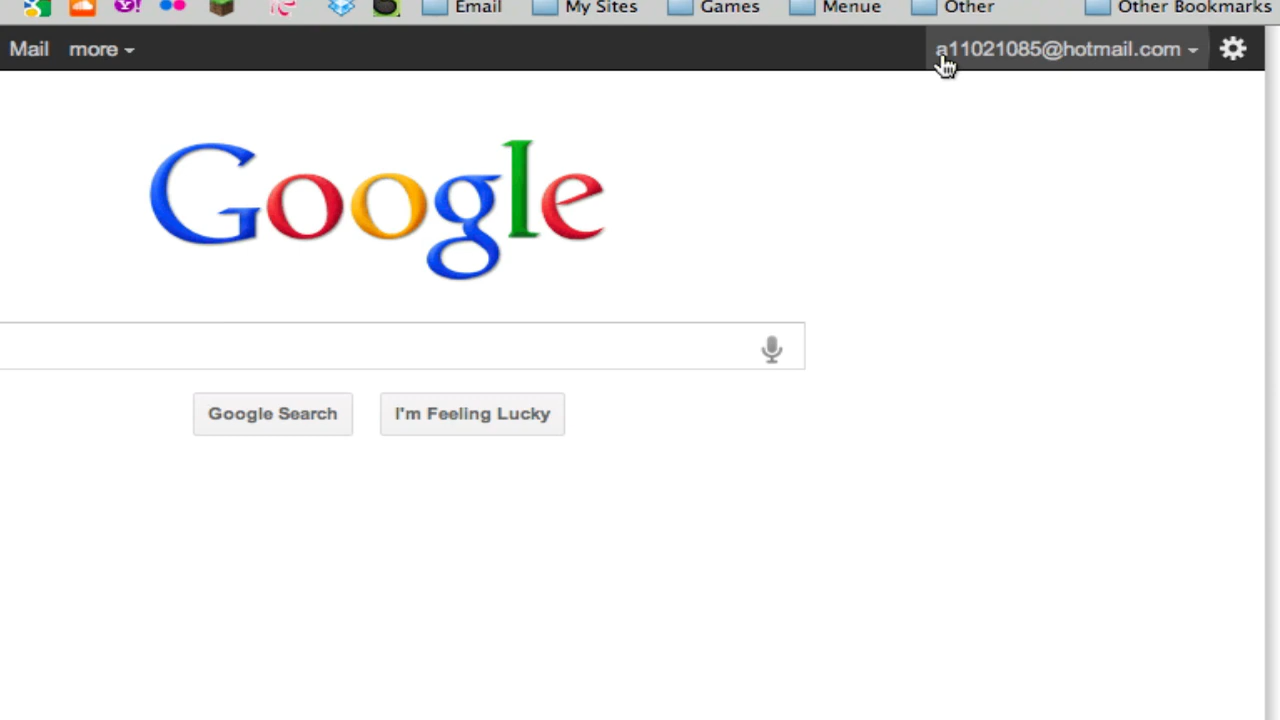 Email My Sites Games Menue Other Other Bookmarks
Mail more a11021085@hotmail.com
Google
Google Search I'm Feeling Lucky